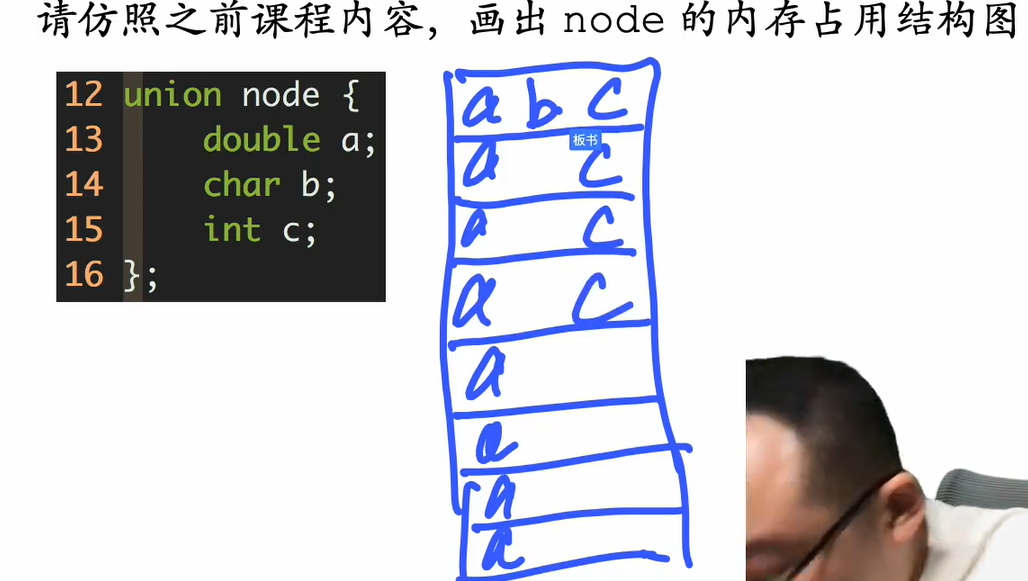 请仿照之前课程内容，画出 node 的内存占用结构图
12 union node {
13     double a;
14     char b;
15     int c;
16 };
a b c
板书
a c
a c
a c
a
a
a
a